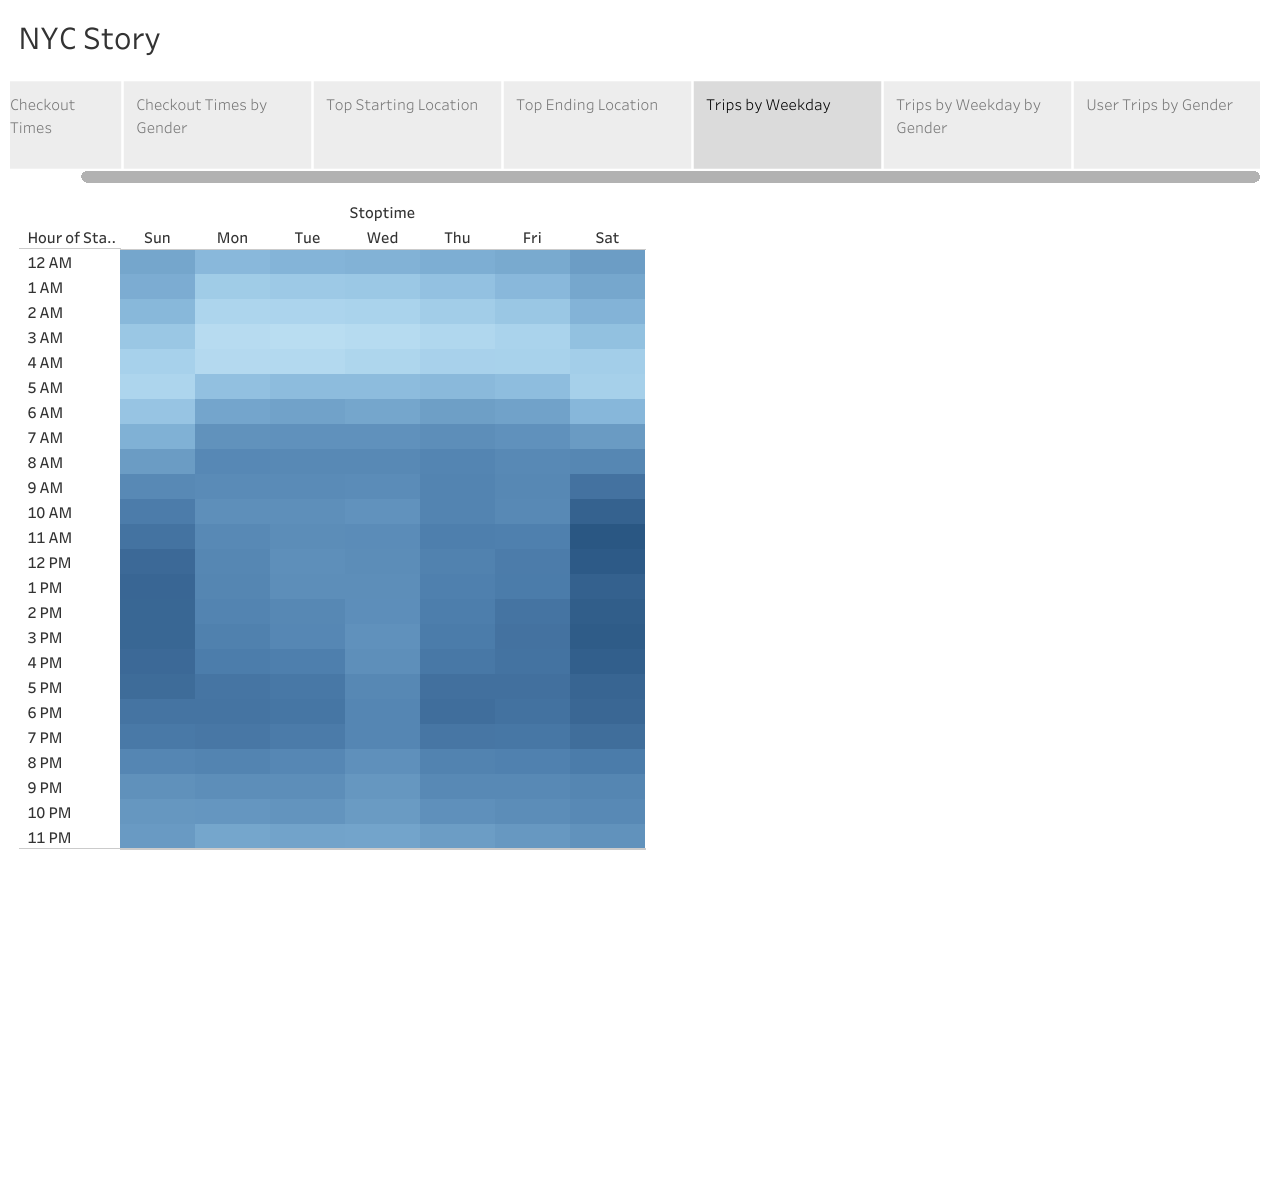 NYC Story
Checkout
Times
Checkout Times by
Gender
Top Starting Location
Top Ending Location
Trips by Weekday
Trips by Weekday by
Gender
User Trips by Gender
Stoptime
Hour of Sta.. Sun Mon Tue Wed Thu Fri Sat
12 AM
1 AM
2 AM
3 AM
4 AM
5 AM
6 AM
7 AM
8 AM
9 AM
10 AM
11 AM
12 PM
1 PM
2 PM
3 PM
4 PM
5 PM
6 PM
7 PM
8 PM
9 PM
10 PM
11 PM